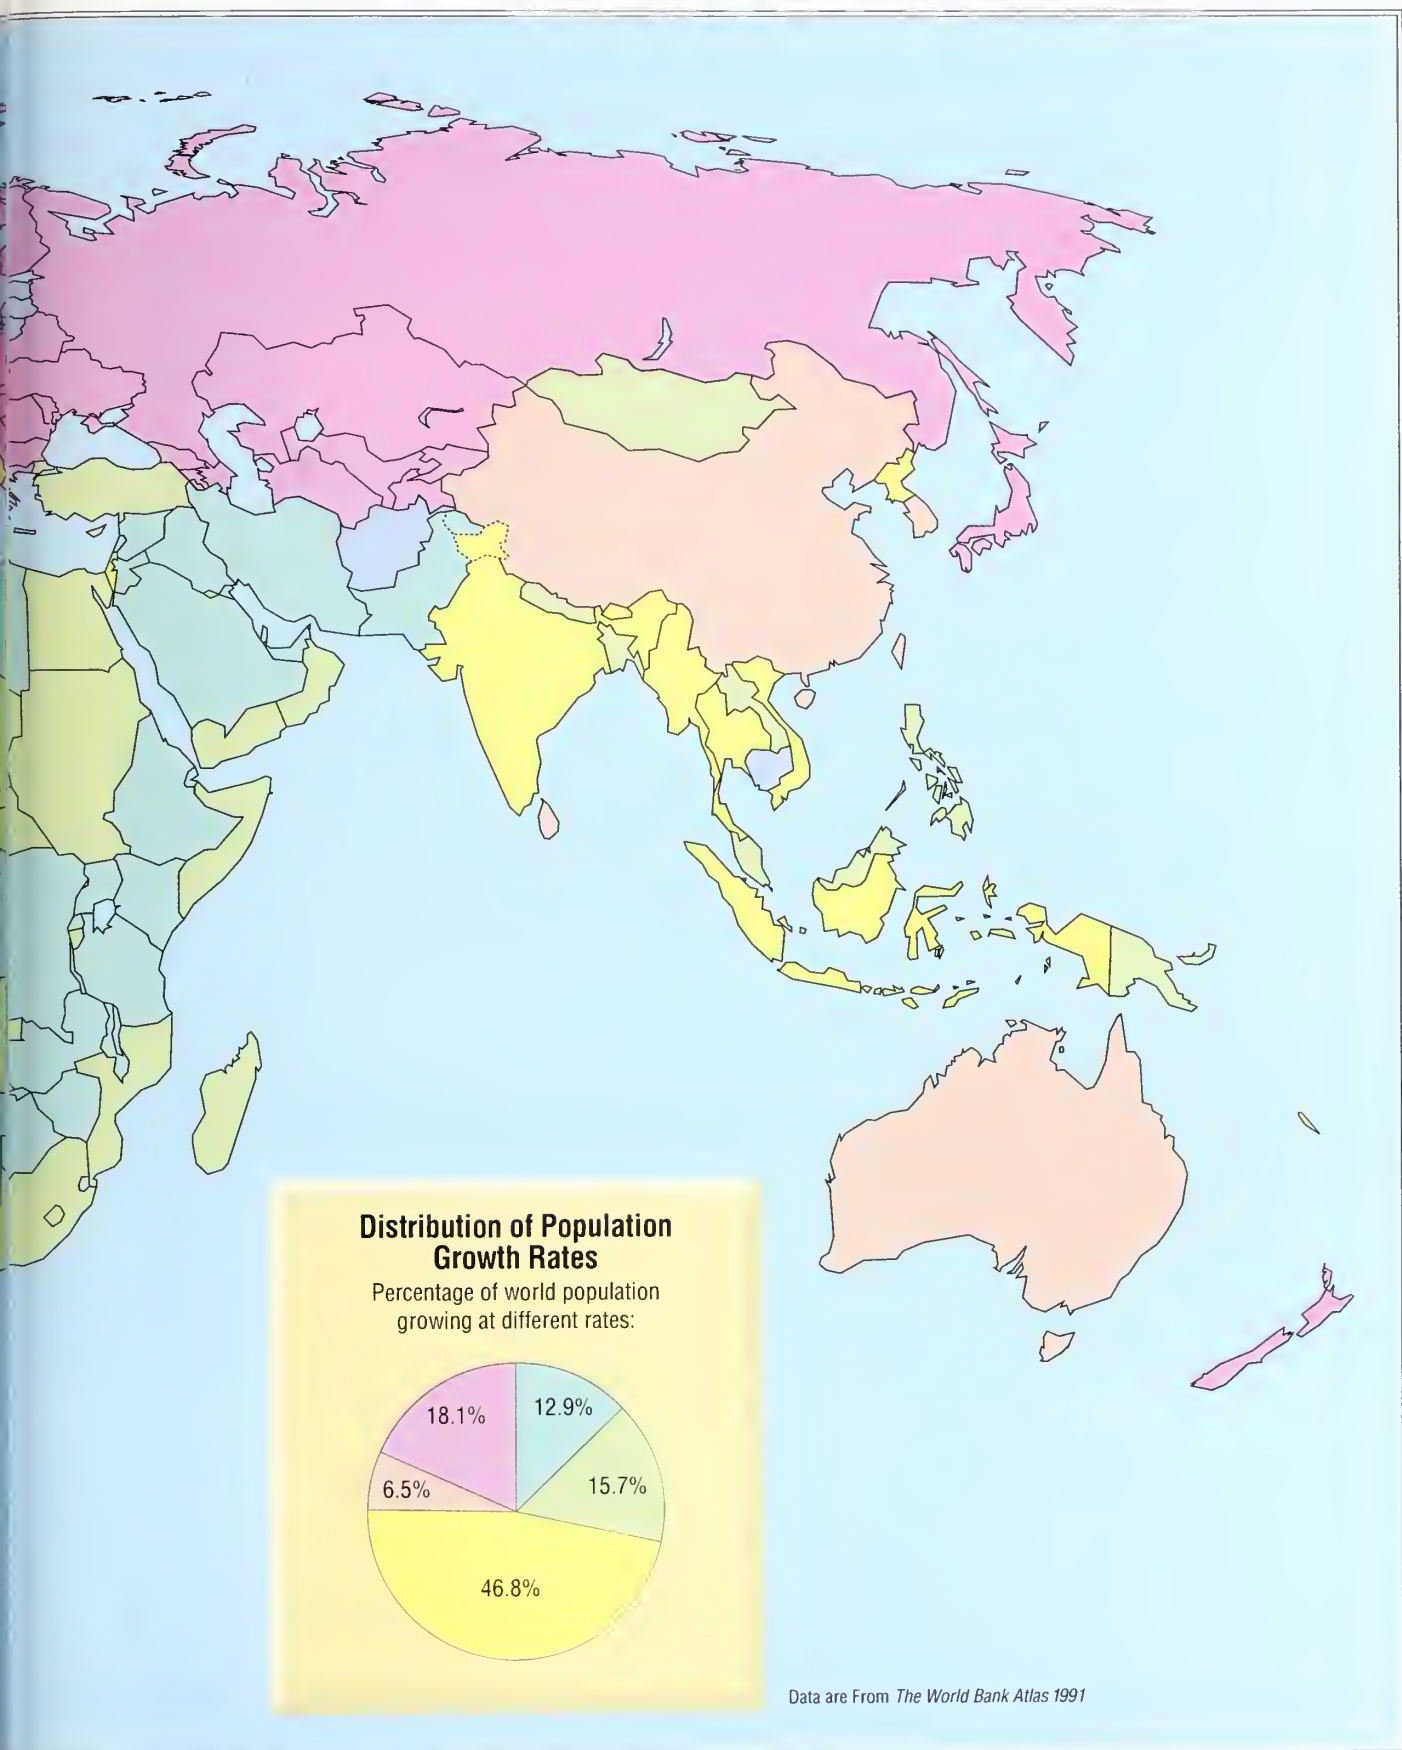 Distribution of Population
Growth Rates
Percentage of world population
growing at different rates:
18.1%
12.9%
6.5%
15.7%
46.8%
Data are From The World Bank Atlas 1991